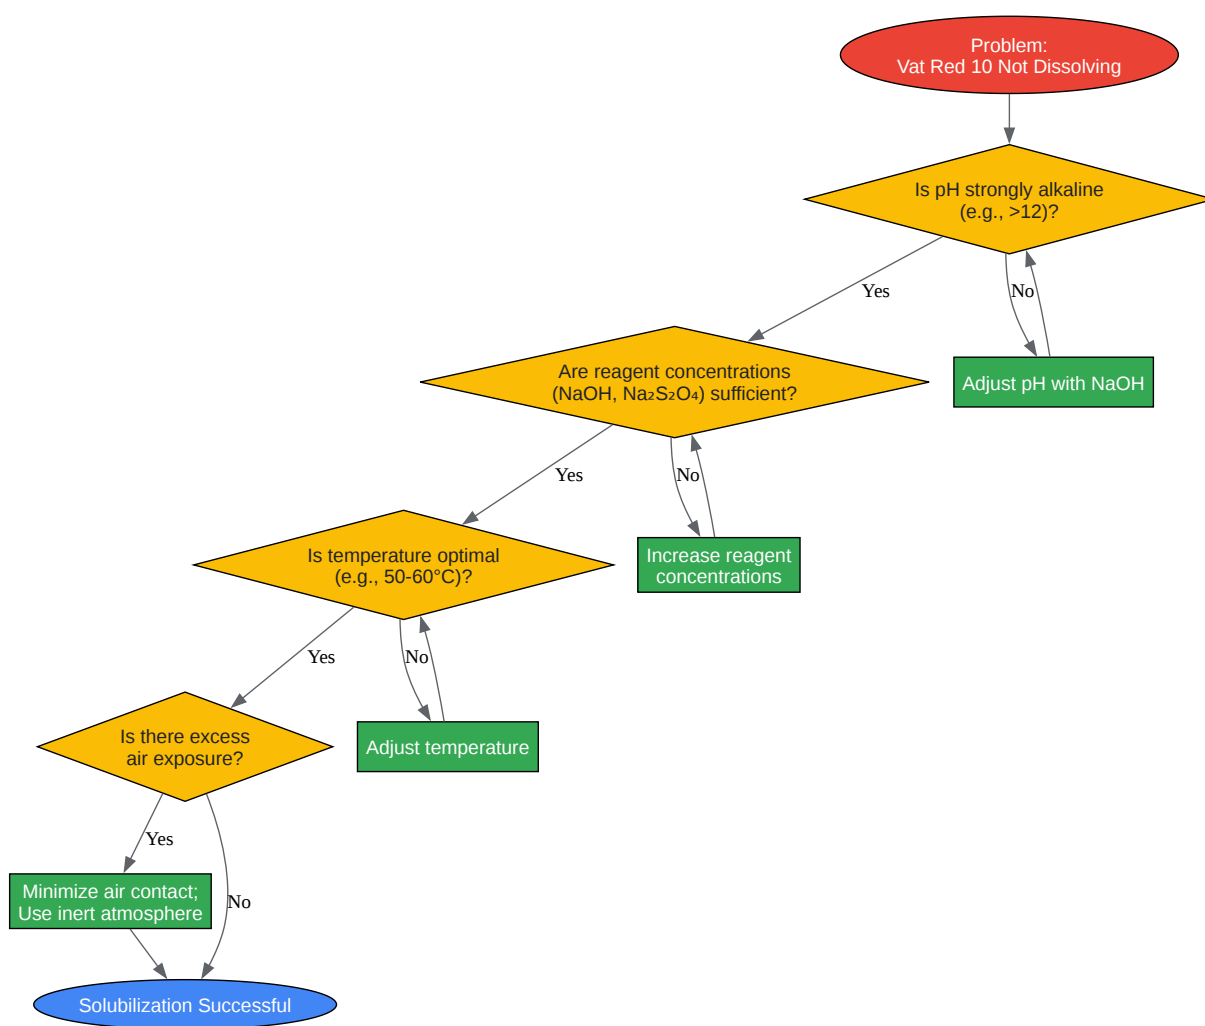 Problem:
Vat Red 10 Not Dissolving
Is pH strongly alkaline
(e.g., >12)?
Yes
No
Adjust pH with NaOH
Are reagent concentrations
(NaOH, Na₂S₂O₄) sufficient?
Yes
No
Increase reagent
concentrations
Is temperature optimal
(e.g., 50-60°C)?
Yes
No
Adjust temperature
Is there excess
air exposure?
Yes
No
Minimize air contact;
Use inert atmosphere
Solubilization Successful